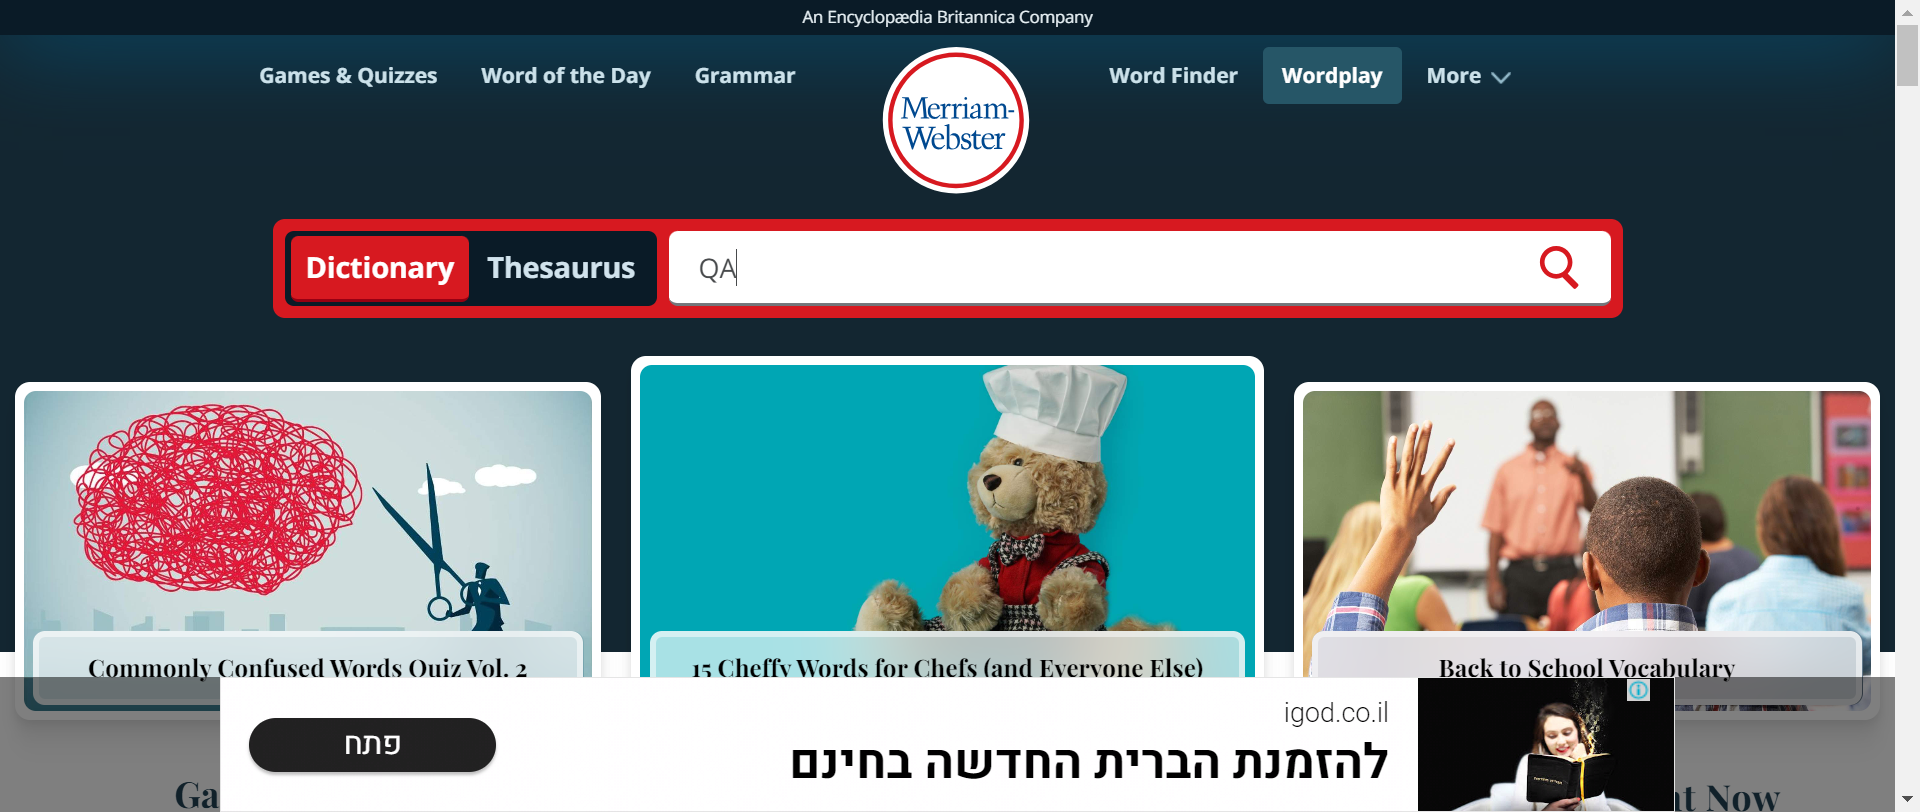 An Encyclopædia Britannica Company
Games & Quizzes
Word of the Day
Grammar
Merriam-
Webster
Word Finder
Wordplay
More
Dictionary
Thesaurus
QA
Commonly Confused Words Quiz Vol. 2
15 Cheffy Words for Chefs (and Everyone Else)
Back to School Vocabulary
igod.co.il
להזמנת הברית החדשה בחינם
פתח
Now